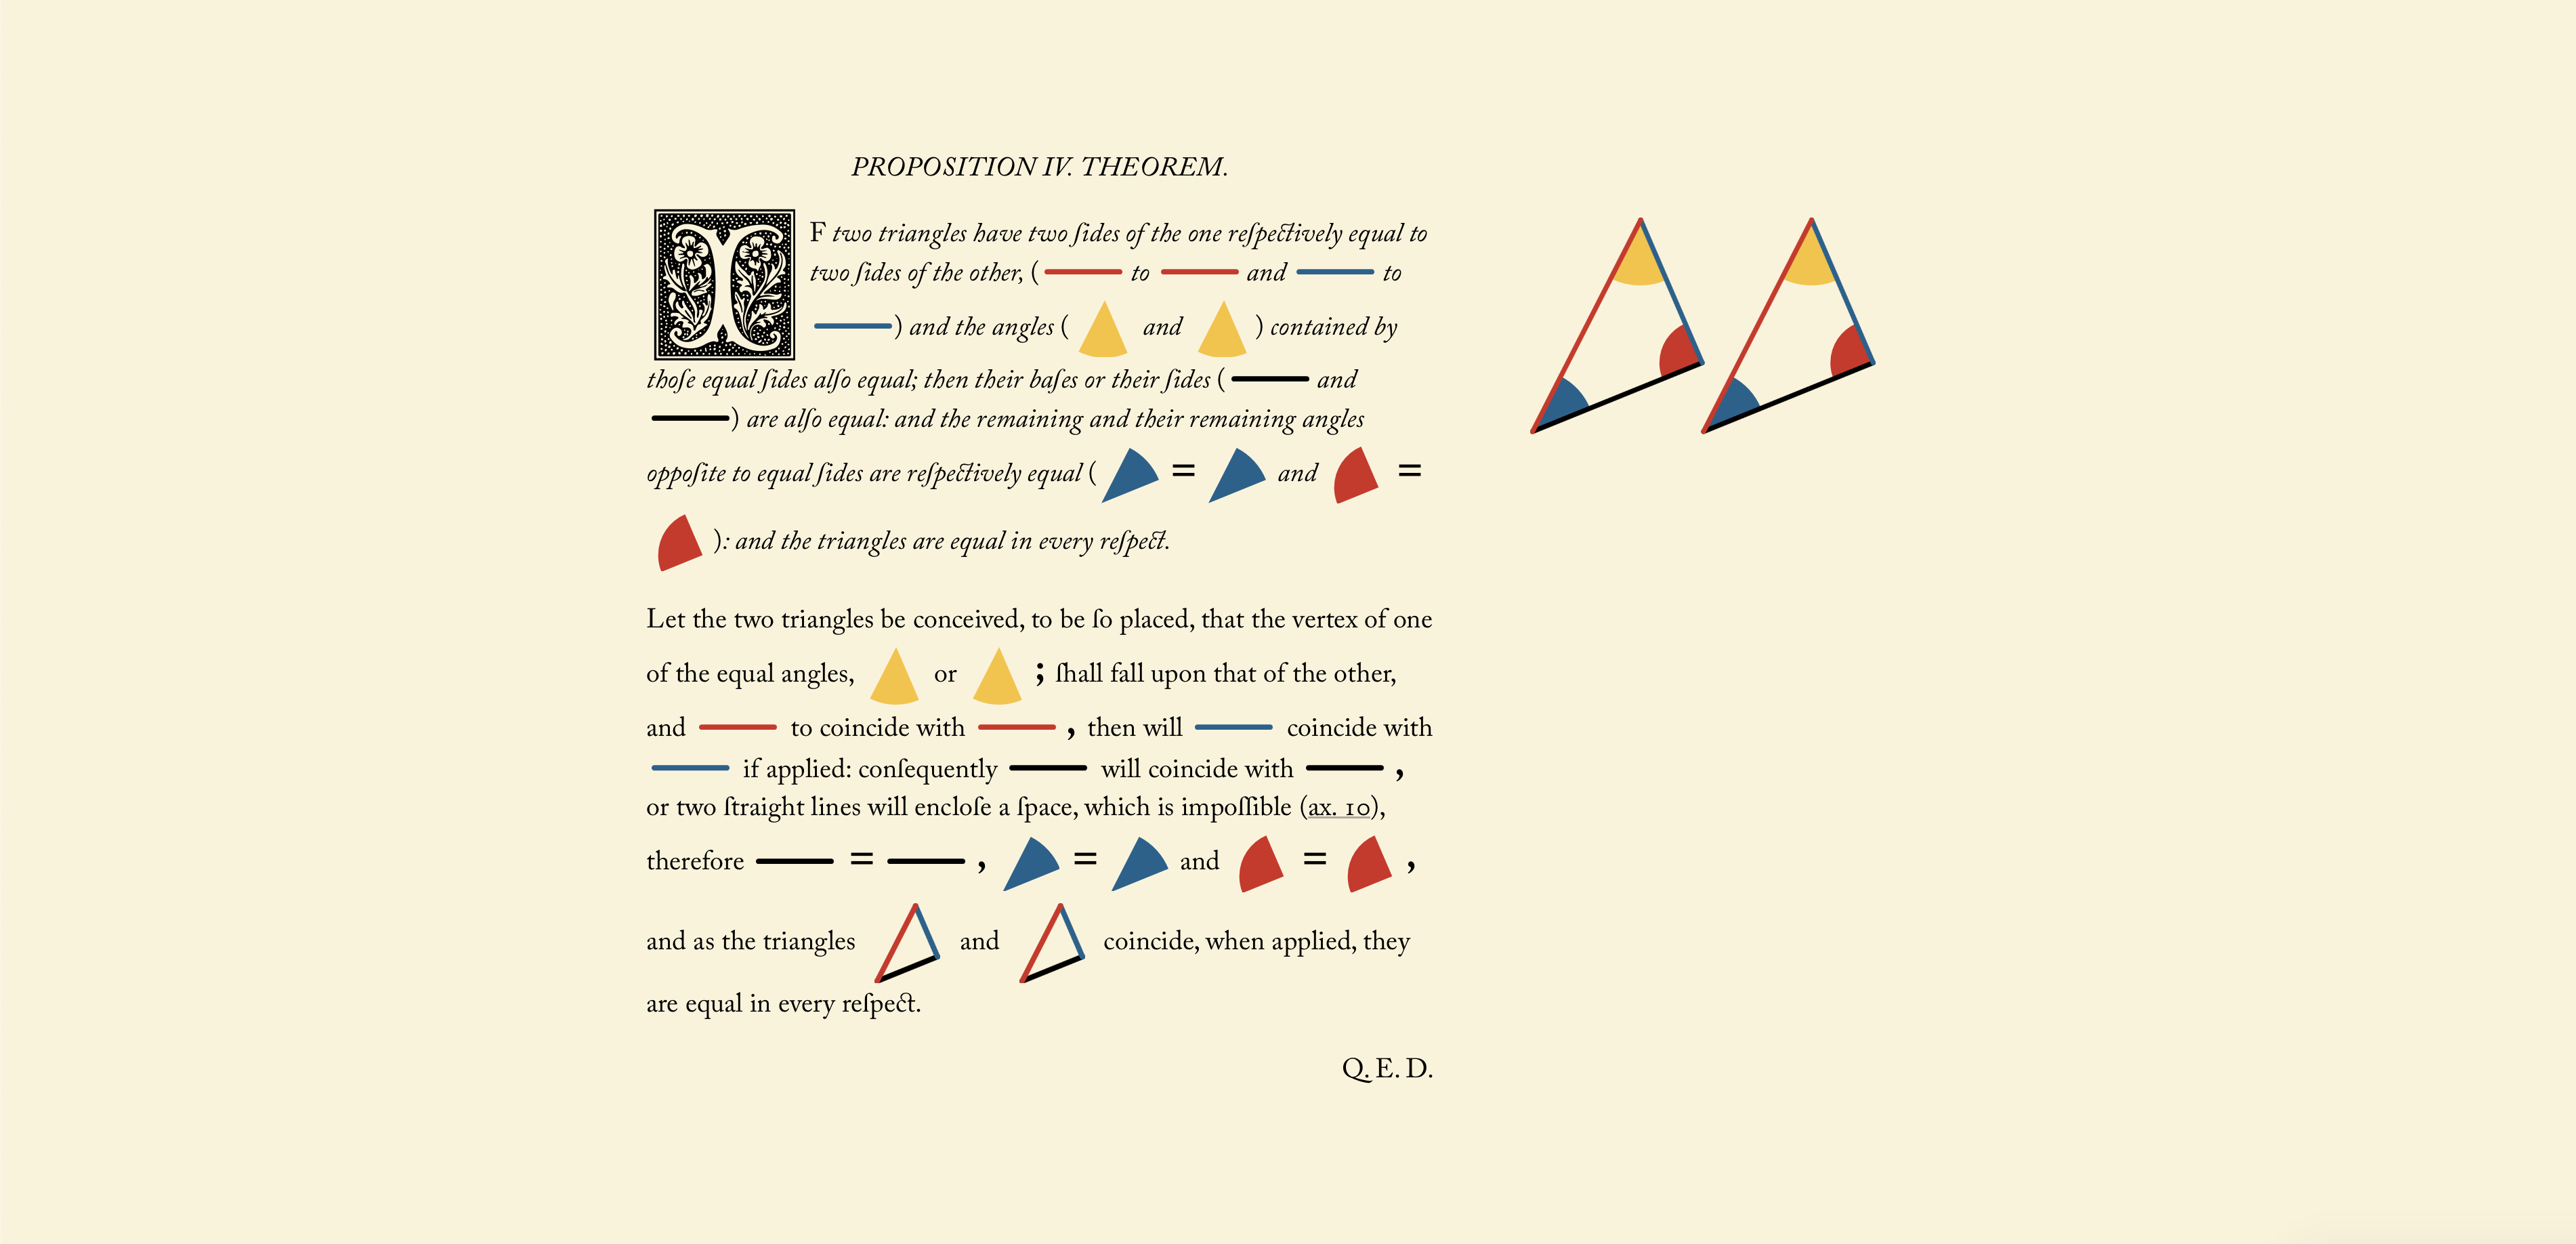 PROPOSITION IV. THEOREM.
IF two triangles have two ſides of the one reſpectively equal to
two ſides of the other, ( to and to
) and the angles ( and ) contained by
thoſe equal ſides alſo equal; then their baſes or their ſides ( and
) are alſo equal: and the remaining and their remaining angles
oppoſite to equal ſides are reſpectively equal ( = and =
): and the triangles are equal in every reſpect.
Let the two triangles be conceived, to be ſo placed, that the vertex of one
of the equal angles, or ; ſhall fall upon that of the other,
and to coincide with , then will coincide with
if applied: conſequently will coincide with ,
or two ſtraight lines will encloſe a ſpace, which is impoſſible (ax. 10),
therefore = , = and = ,
and as the triangles and coincide, when applied, they
are equal in every reſpect.
Q. E. D.